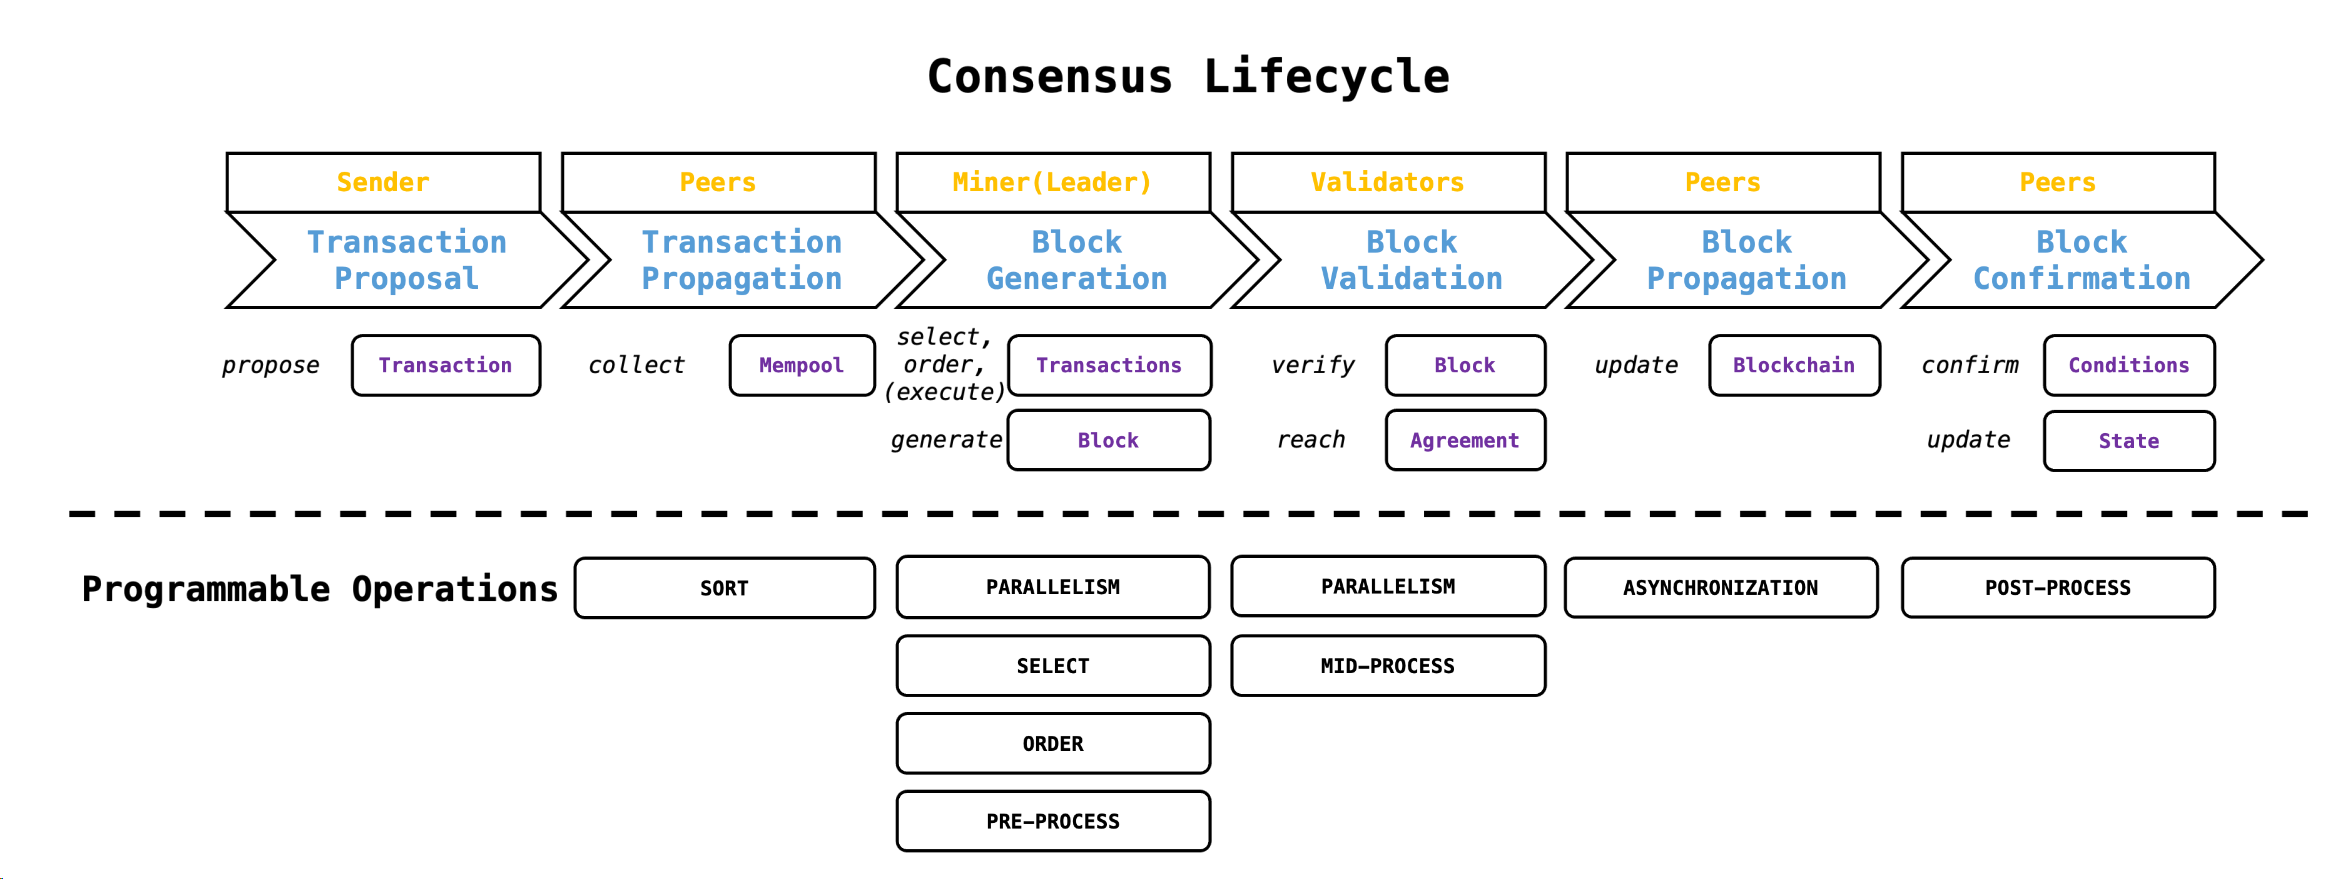 Consensus Lifecycle
Sender
Peers
Miner(Leader)
Validators
Peers
Peers
Transaction
Proposal
Transaction
Propagation
Block
Generation
Block
Validation
Block
Propagation
Block
Confirmation
propose
Transaction
collect
Mempool
select,
order,
(execute)
Transactions
generate
Block
verify
Block
reach
Agreement
update
Blockchain
confirm
Conditions
update
State
Programmable Operations
SORT
PARALLELISM
SELECT
ORDER
PRE-PROCESS
PARALLELISM
MID-PROCESS
ASYNCHRONIZATION
POST-PROCESS